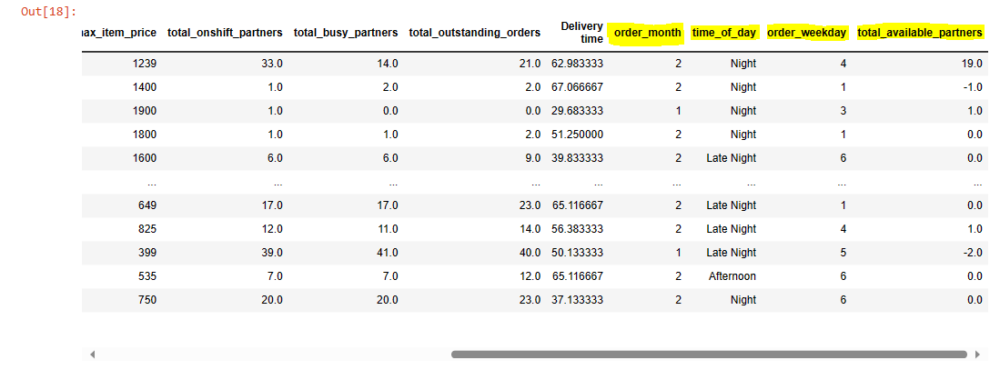 Out[18]:
ax_item_price total_onshift_partners total_busy_partners total_outstanding_orders Delivery time order_month time_of_day order_weekday total_available_partners
1239 33.0 14.0 21.0 62.983333 2 Night 4 19.0
1400 1.0 2.0 2.0 67.066667 2 Night 1 -1.0
1900 1.0 0.0 0.0 29.683333 1 Night 3 1.0
1800 1.0 1.0 2.0 51.250000 2 Night 1 0.0
1600 6.0 6.0 9.0 39.833333 2 Late Night 6 0.0
... ... ... ... ... ... ... ... ...
649 17.0 17.0 23.0 65.116667 2 Late Night 1 0.0
825 12.0 11.0 14.0 56.383333 2 Late Night 4 1.0
399 39.0 41.0 40.0 50.133333 1 Late Night 5 -2.0
535 7.0 7.0 12.0 65.116667 2 Afternoon 6 0.0
750 20.0 20.0 23.0 37.133333 2 Night 6 0.0